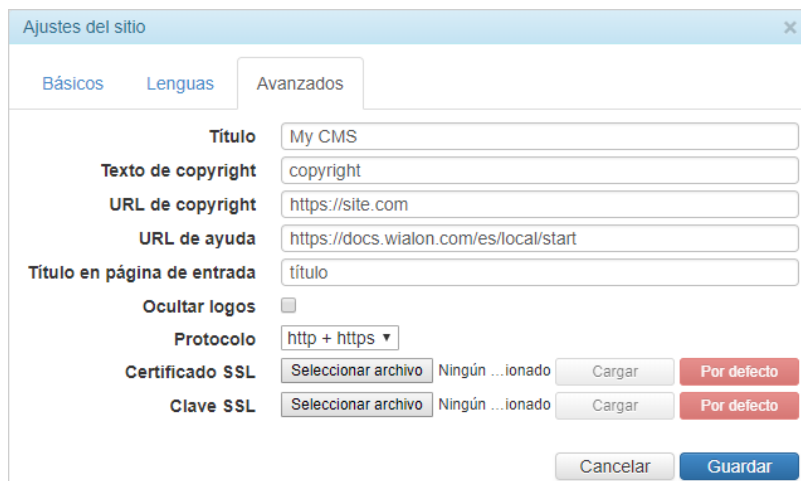 Ajustes del sitio ×
Básicos Lenguas Avanzados
Título My CMS
Texto de copyright copyright
URL de copyright https://site.com
URL de ayuda https://docs.wialon.com/es/local/start
Título en página de entrada título
Ocultar logos
Protocolo http + https ▾
Certificado SSL Seleccionar archivo Ningún ...ionado Cargar Por defecto
Clave SSL Seleccionar archivo Ningún ...ionado Cargar Por defecto
Cancelar Guardar